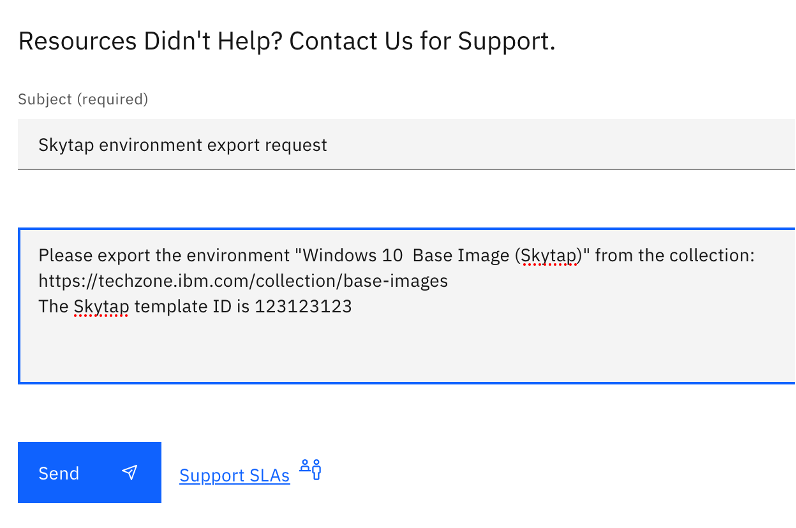 Resources Didn't Help? Contact Us for Support.
Subject (required)
Skytap environment export request
Please export the environment "Windows 10  Base Image (Skytap)" from the collection:
https://techzone.ibm.com/collection/base-images
The Skytap template ID is 123123123
Send
Support SLAs